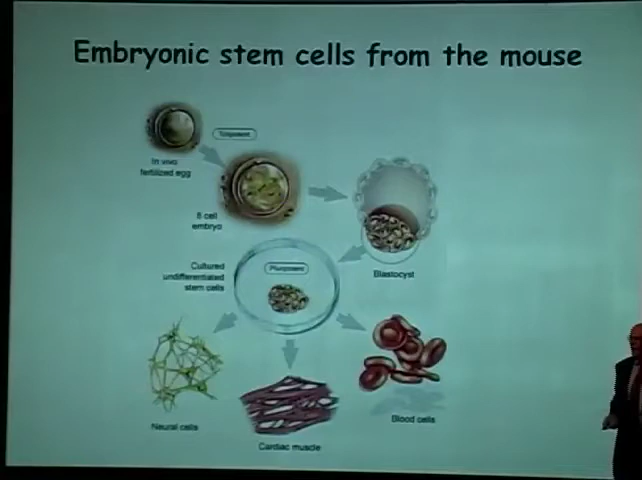 Embryonic stem cells from the mouse
Totipotent
In vivo
fertilized egg
8 cell
embryo
Blastocyst
Cultured
undifferentiated
stem cells
Pluripotent
Neural cells
Cardiac muscle
Blood cells